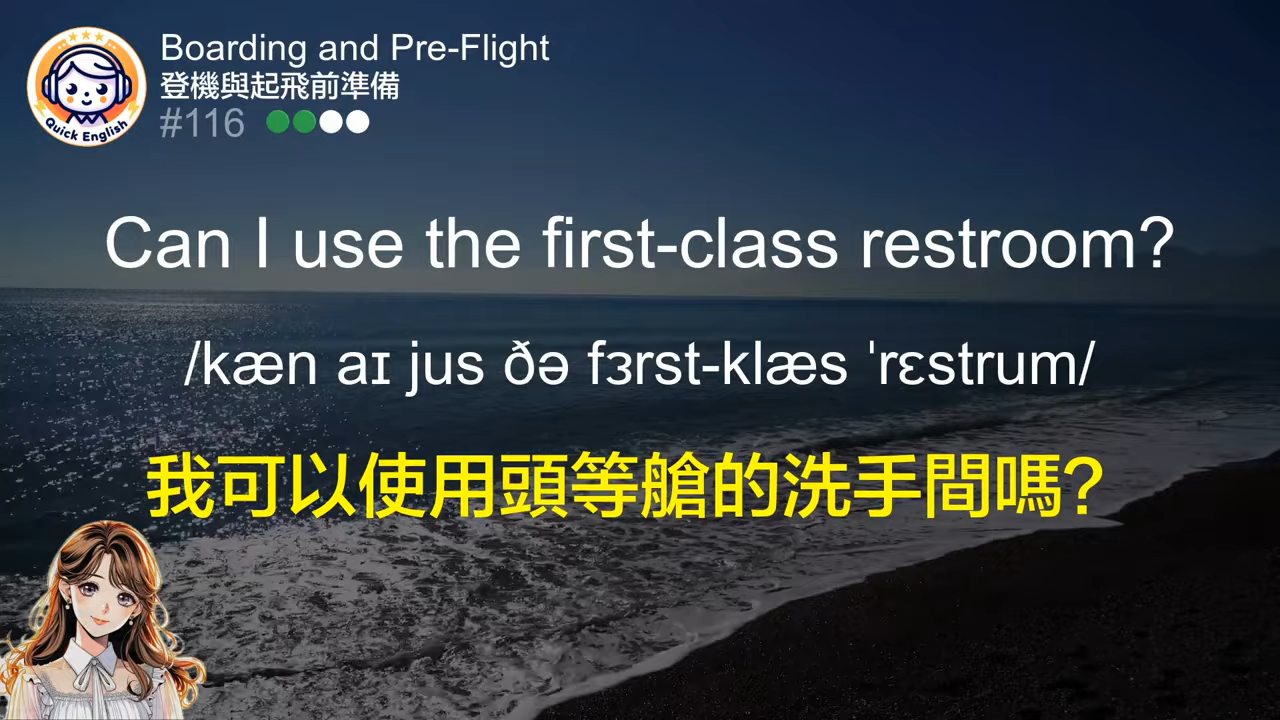 Boarding and Pre-Flight
登機與起飛前準備
#116
Quick English
Can I use the first-class restroom?
/kæn aɪ jus ðə fɜrst-klæs ˈrɛstrum/
我可以使用頭等艙的洗手間嗎?